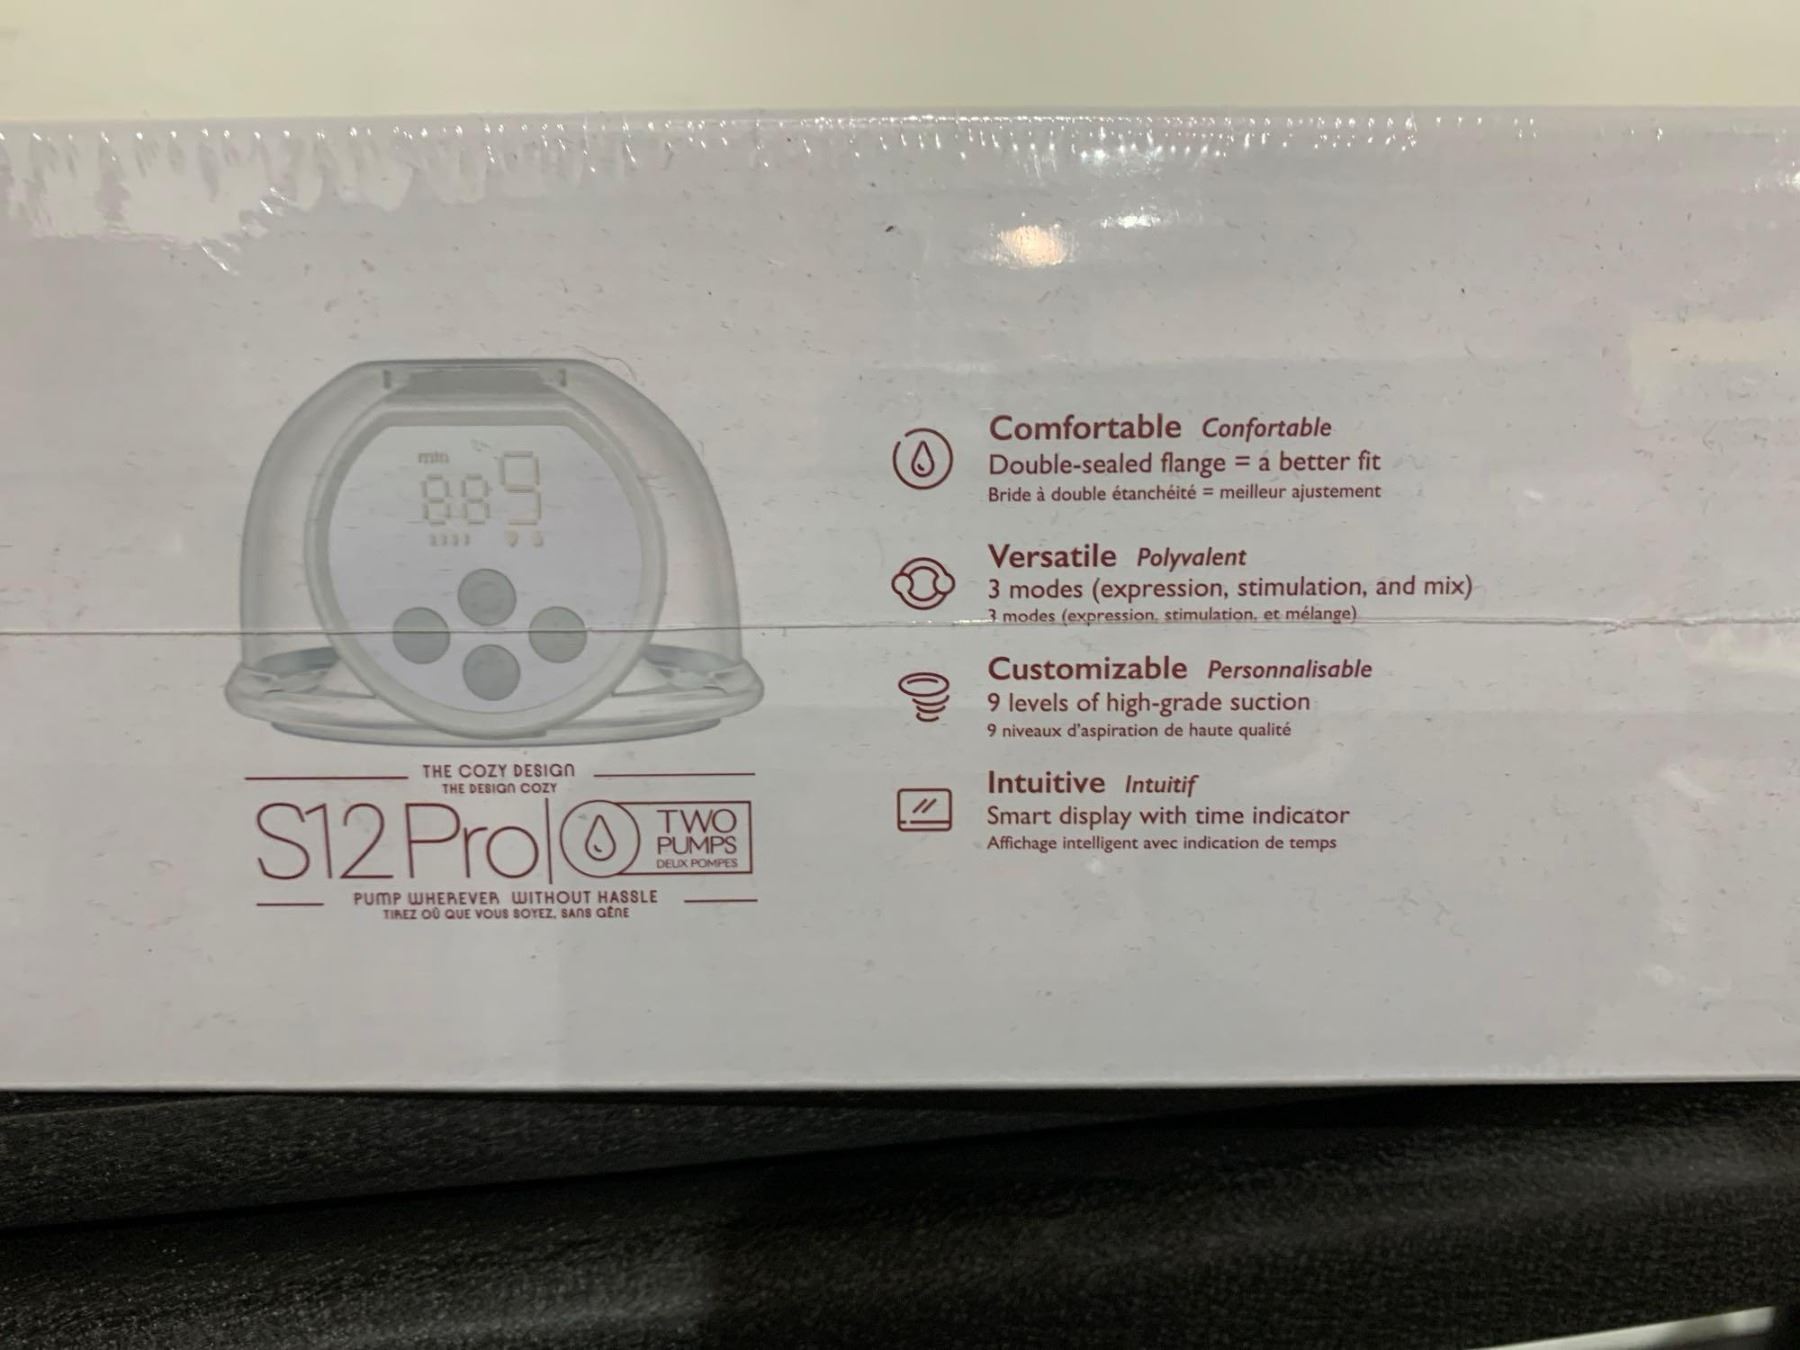 min
889
THE COZY DESIGN
THE DESIGN COZY
S12 Pro
TWO
PUMPS
DEUX POMPES
PUMP WHEREVER WITHOUT HASSLE
TIREZ OÙ QUE VOUS SOYEZ, SANS GÊNE
Comfortable Confortable
Double-sealed flange = a better fit
Bride à double étanchéité = meilleur ajustement
Versatile Polyvalent
3 modes (expression, stimulation, and mix)
3 modes (expression, stimulation, et mélange)
Customizable Personnalisable
9 levels of high-grade suction
9 niveaux d'aspiration de haute qualité
Intuitive Intuitif
Smart display with time indicator
Affichage intelligent avec indication de temps